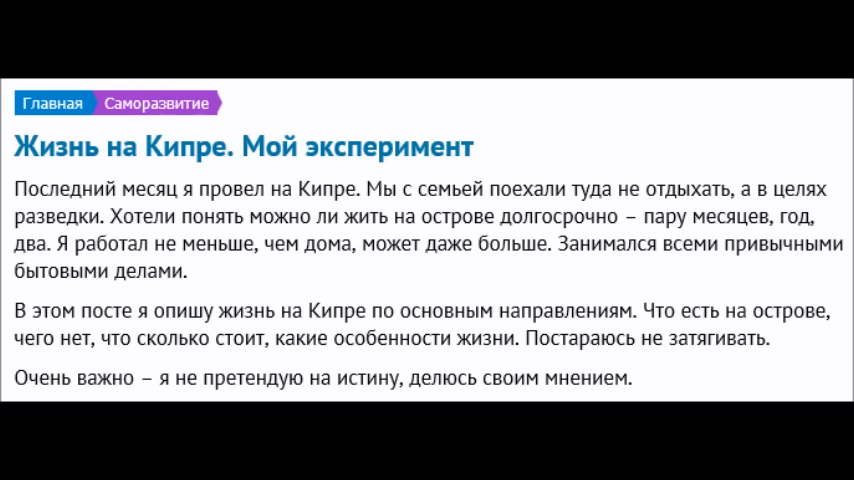 Главная Саморазвитие
Жизнь на Кипре. Мой эксперимент
Последний месяц я провел на Кипре. Мы с семьей поехали туда не отдыхать, а в целях
разведки. Хотели понять можно ли жить на острове долгосрочно – пару месяцев, год,
два. Я работал не меньше, чем дома, может даже больше. Занимался всеми привычными
бытовыми делами.
В этом посте я опишу жизнь на Кипре по основным направлениям. Что есть на острове,
чего нет, что сколько стоит, какие особенности жизни. Постараюсь не затягивать.
Очень важно – я не претендую на истину, делюсь своим мнением.